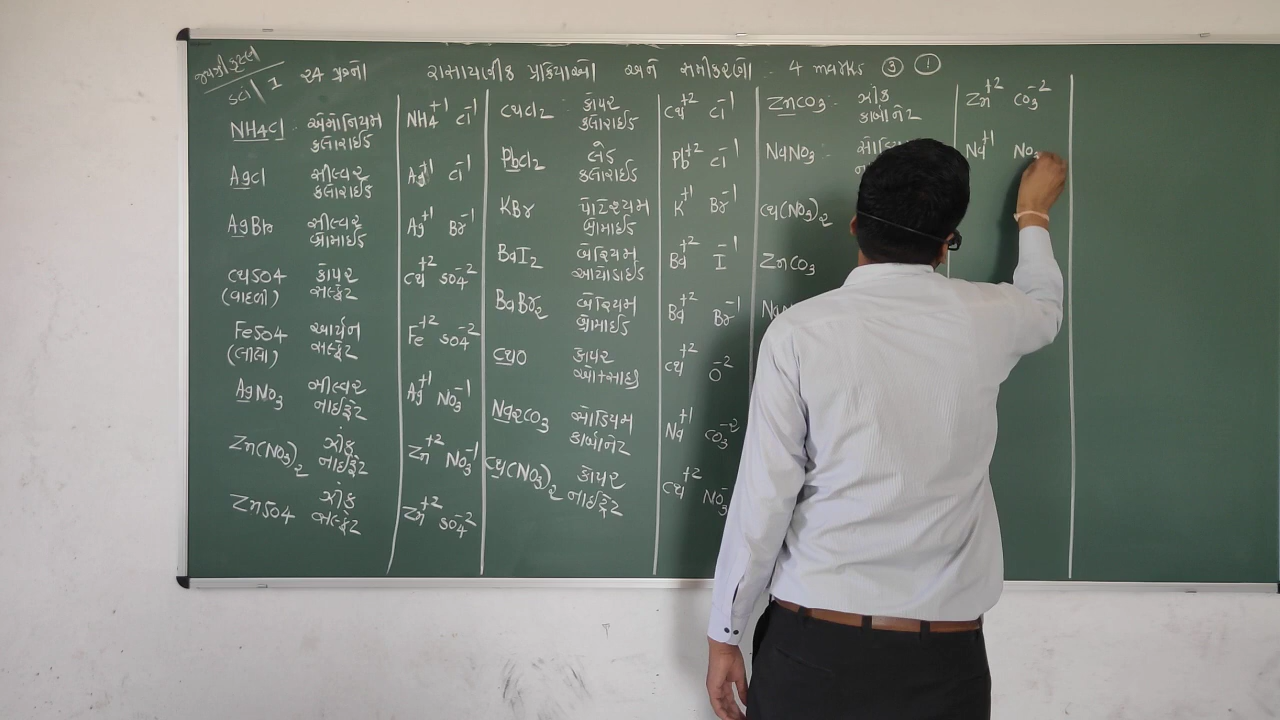 જયશ્રીકૃષ્ણ
sci 1
24 પ્રશ્નો
રાસાયણીક પ્રક્રિયાઓ અને સમીકરણો :- 4 marks ③ ①
NH4Cl :- એમોનિયમ ક્લોરાઈડ
NH4+1 Cl-1
AgCl સીલ્વર ક્લોરાઈડ
Ag+1 Cl-1
AgBr સીલ્વર બ્રોમાઈડ
Ag+1 Br-1
CuSO4 કોપર સલ્ફેટ
(વાદળી)
Cu+2 SO4-2
FeSO4 આર્યન સલ્ફેટ
(લીલા)
Fe+2 SO4-2
AgNO3 સીલ્વર નાઈટ્રેટ
Ag+1 NO3-1
Zn(NO3)2 ઝીંક નાઈટ્રેટ
Zn+2 NO3-1
ZnSO4 ઝીંક સલ્ફેટ
Zn+2 SO4-2
CuCl2 :- કોપર ક્લોરાઈડ
Cu+2 Cl-1
PbCl2 લેડ ક્લોરાઈડ
Pb+2 Cl-1
KBr પોટેશ્યમ બ્રોમાઈડ
K+1 Br-1
BaI2 બેરિયમ આયોડાઈડ
Ba+2 I-1
BaBr2 બેરિયમ બ્રોમાઈડ
Ba+2 Br-1
CuO કોપર ઓક્સાઈડ
Cu+2 O-2
Na2CO3 સોડિયમ કાર્બોનેટ
Na+1 CO3-2
Cu(NO3)2 કોપર નાઈટ્રેટ
Cu+2 NO3-
ZnCO3 :- ઝીંક કાર્બોનેટ
Zn+2 CO3-2
NaNO3 :-
Na+1 NO3
Cu(NO3)2
ZnCO3